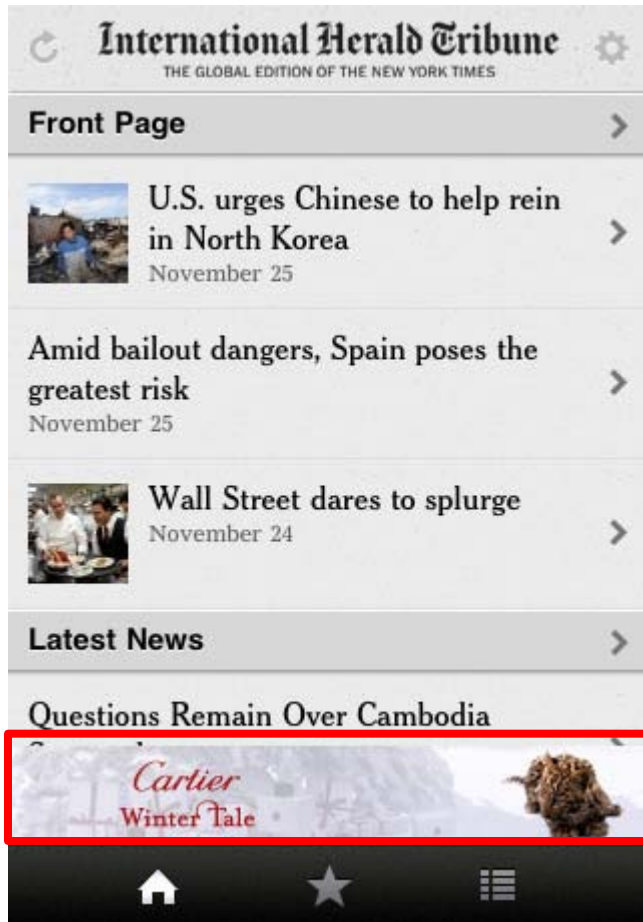 International Herald Tribune
THE GLOBAL EDITION OF THE NEW YORK TIMES
Front Page
U.S. urges Chinese to help rein
in North Korea
November 25
Amid bailout dangers, Spain poses the
greatest risk
November 25
Wall Street dares to splurge
November 24
Latest News
Questions Remain Over Cambodia
Cartier
Winter Tale